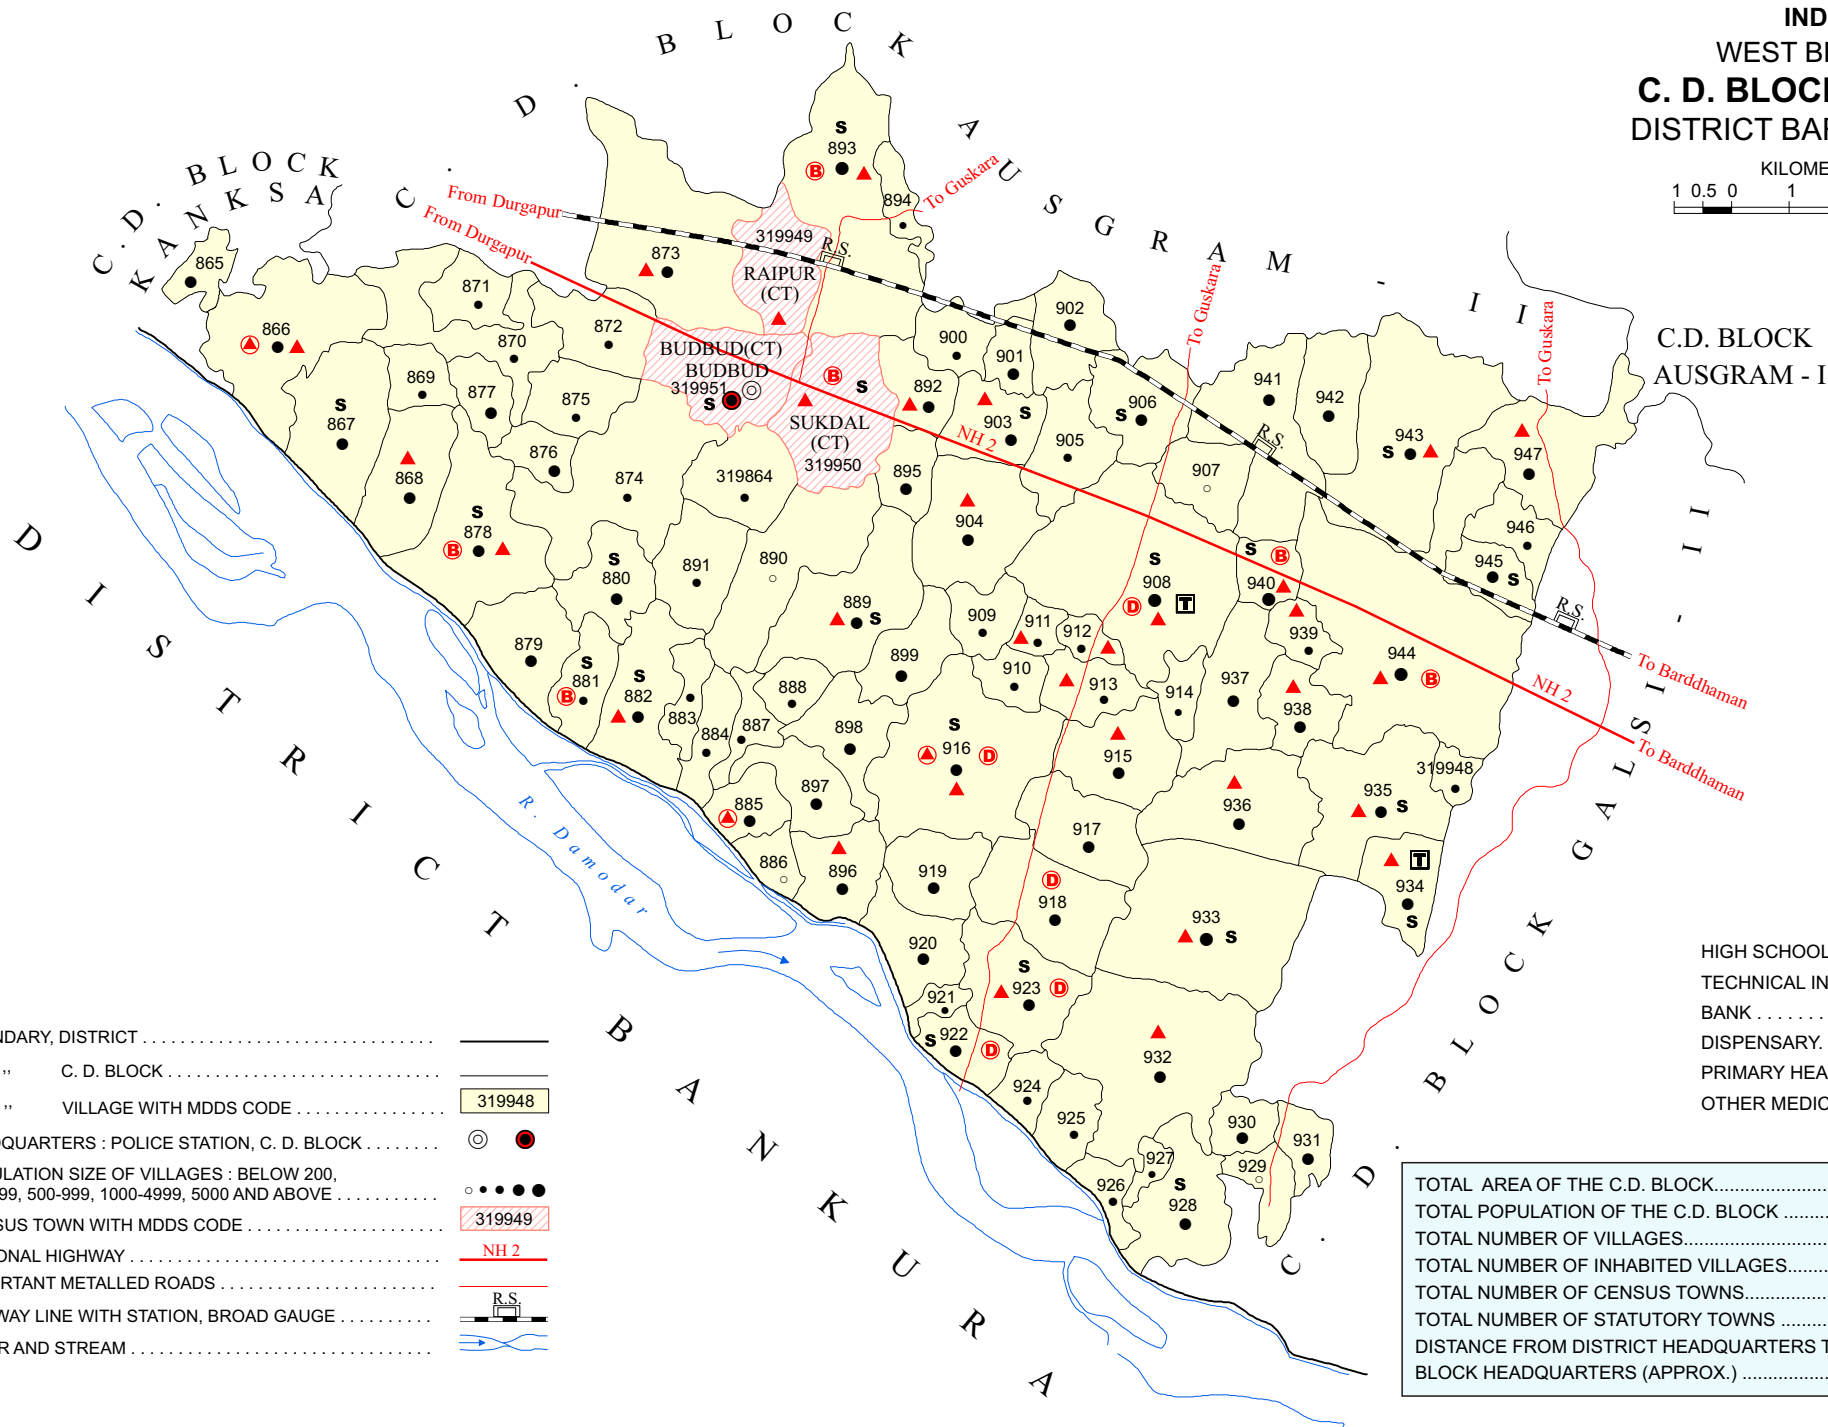 IND
WEST BE
C. D. BLOCK
DISTRICT BAR
KILOME
1 0.5 0 1
C. D. BLOCK AUSGRAM - II
C.D. BLOCK
KANKSA
C.D. BLOCK
AUSGRAM - I
C. D. BLOCK GALSI - II
DISTRICT BANKURA
R. Damodar
From Durgapur
From Durgapur
To Guskara
To Guskara
To Guskara
To Barddhaman
To Barddhaman
NH 2
NH 2
R.S.
R.S.
R.S.
319949
RAIPUR
(CT)
BUDBUD(CT)
BUDBUD
319951
S
B
S
SUKDAL
(CT)
319950
865
866
S
867
868
869
870
871
872
873
874
875
876
877
S
878
B
879
S
880
S
881
B
S
882
883
884
885
886
887
888
889 S
890
891
892
S
893
B
894
895
896
897
898
899
900
901
902
903 S
904
905
S 906
907
S
908
D T
909
910
911
912
913
914
915
S
916 D
917
D
918
919
920
921
S 922
D
S
923 D
924
925
926
927
S
928
929
930
931
932
933 S
T
934
S
935 S
936
937
938
939
S B
940
941
942
943
S
944
B
945 S
946
947
319864
319948
NDARY, DISTRICT
,, C. D. BLOCK
,, VILLAGE WITH MDDS CODE 319948
QUARTERS : POLICE STATION, C. D. BLOCK
ULATION SIZE OF VILLAGES : BELOW 200,
99, 500-999, 1000-4999, 5000 AND ABOVE
SUS TOWN WITH MDDS CODE 319949
ONAL HIGHWAY NH 2
RTANT METALLED ROADS
WAY LINE WITH STATION, BROAD GAUGE R.S.
R AND STREAM
HIGH SCHOOL
TECHNICAL IN
BANK
DISPENSARY.
PRIMARY HEA
OTHER MEDIC
TOTAL AREA OF THE C.D. BLOCK
TOTAL POPULATION OF THE C.D. BLOCK
TOTAL NUMBER OF VILLAGES
TOTAL NUMBER OF INHABITED VILLAGES
TOTAL NUMBER OF CENSUS TOWNS
TOTAL NUMBER OF STATUTORY TOWNS
DISTANCE FROM DISTRICT HEADQUARTERS T
BLOCK HEADQUARTERS (APPROX.)